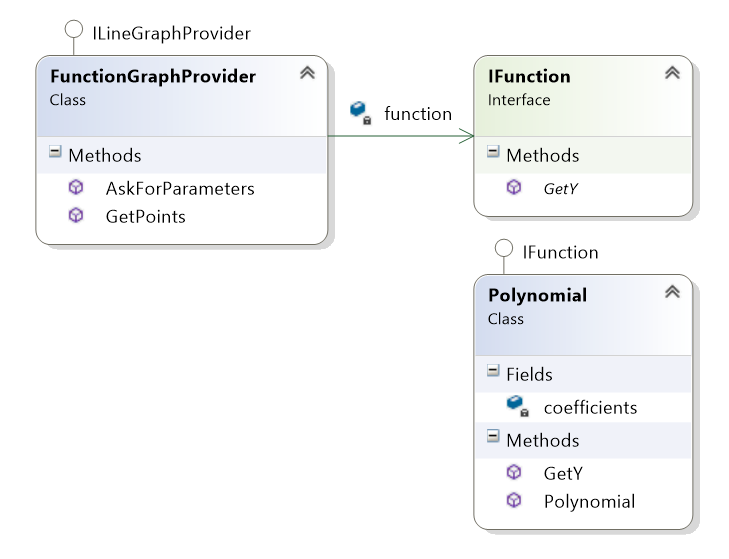 ILineGraphProvider
FunctionGraphProvider
Class
Methods
AskForParameters
GetPoints
function
IFunction
Interface
Methods
GetY
IFunction
Polynomial
Class
Fields
coefficients
Methods
GetY
Polynomial